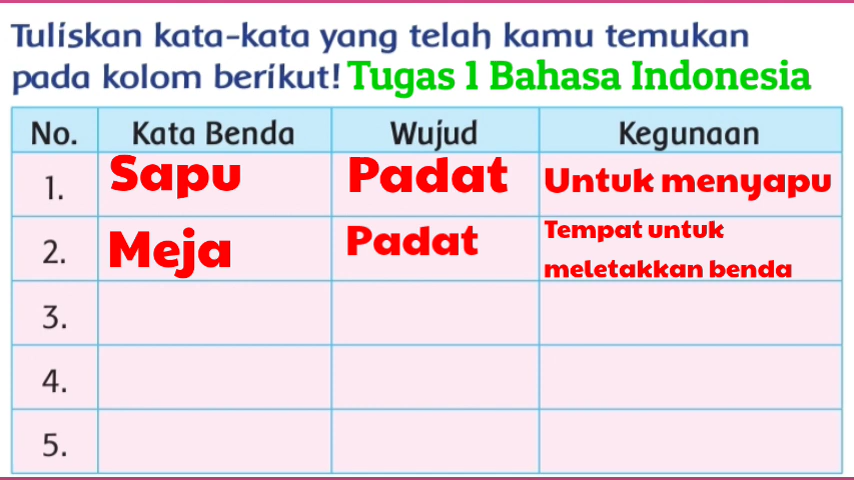 Tuliskan kata-kata yang telah kamu temukan
pada kolom berikut! Tugas 1 Bahasa Indonesia
No. Kata Benda Wujud Kegunaan
1. Sapu Padat Untuk menyapu
2. Meja Padat Tempat untuk
meletakkan benda
3.
4.
5.